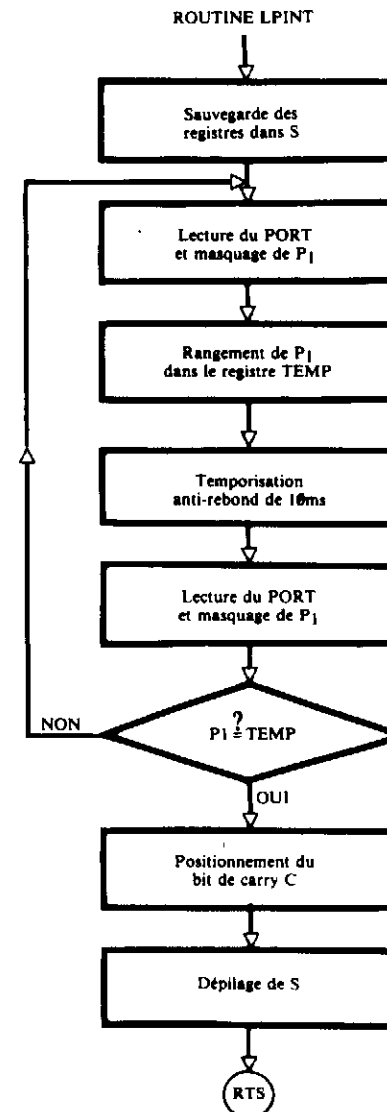 ROUTINE LPINT
Sauvegarde des
registres dans S
Lecture du PORT
et masquage de P1
Rangement de P1
dans le registre TEMP
Temporisation
anti-rebond de 10ms
Lecture du PORT
et masquage de P1
?
P1 = TEMP
NON
OUI
Positionnement du
bit de carry C
Dépilage de S
RTS